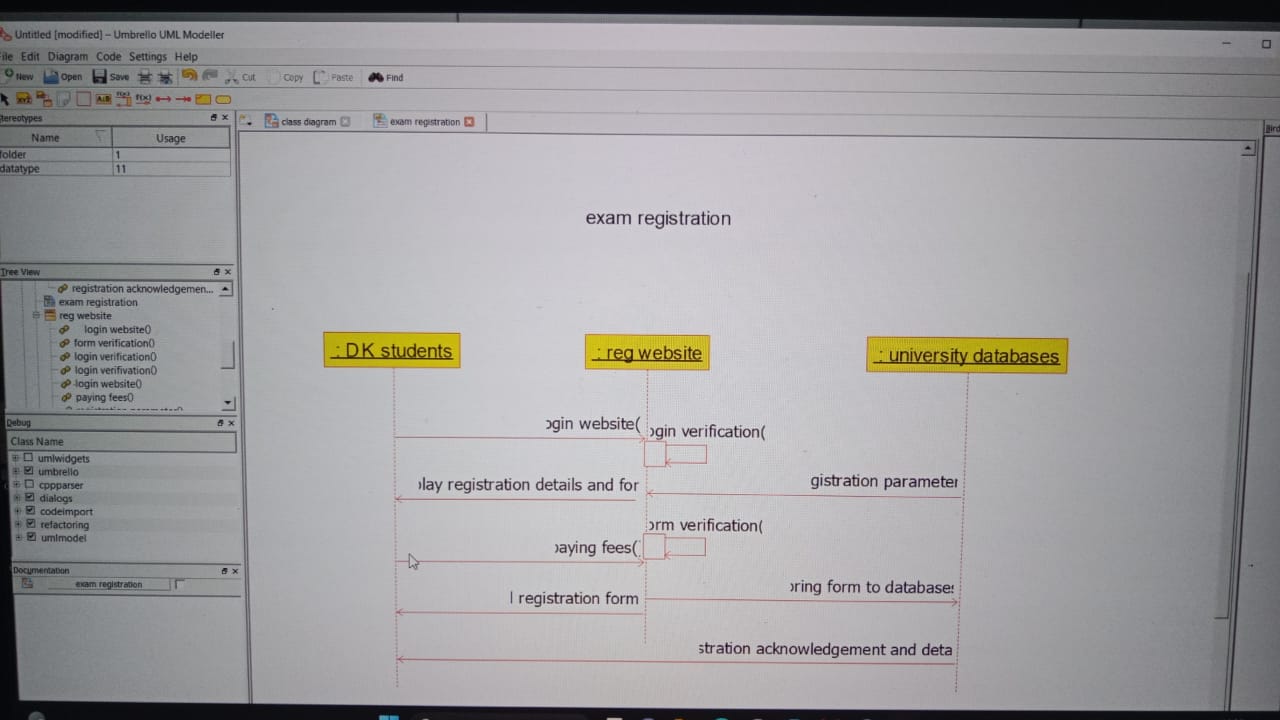 Untitled [modified] – Umbrello UML Modeller
File Edit Diagram Code Settings Help
New Open Save Cut Copy Paste Find
Stereotypes
Name Usage
folder 1
datatype 11
class diagram
exam registration
Tree View
registration acknowledgemen...
exam registration
reg website
login website()
form verification()
login verification()
login verifivation()
login website()
paying fees()
Debug
Class Name
umlwidgets
umbrello
cppparser
dialogs
codeimport
refactoring
umlmodel
Documentation
exam registration
Bird
exam registration
: DK students
: reg website
: university databases
ogin website(
ogin verification(
gistration parameter
lay registration details and for
orm verification(
paying fees(
oring form to databases
l registration form
stration acknowledgement and deta